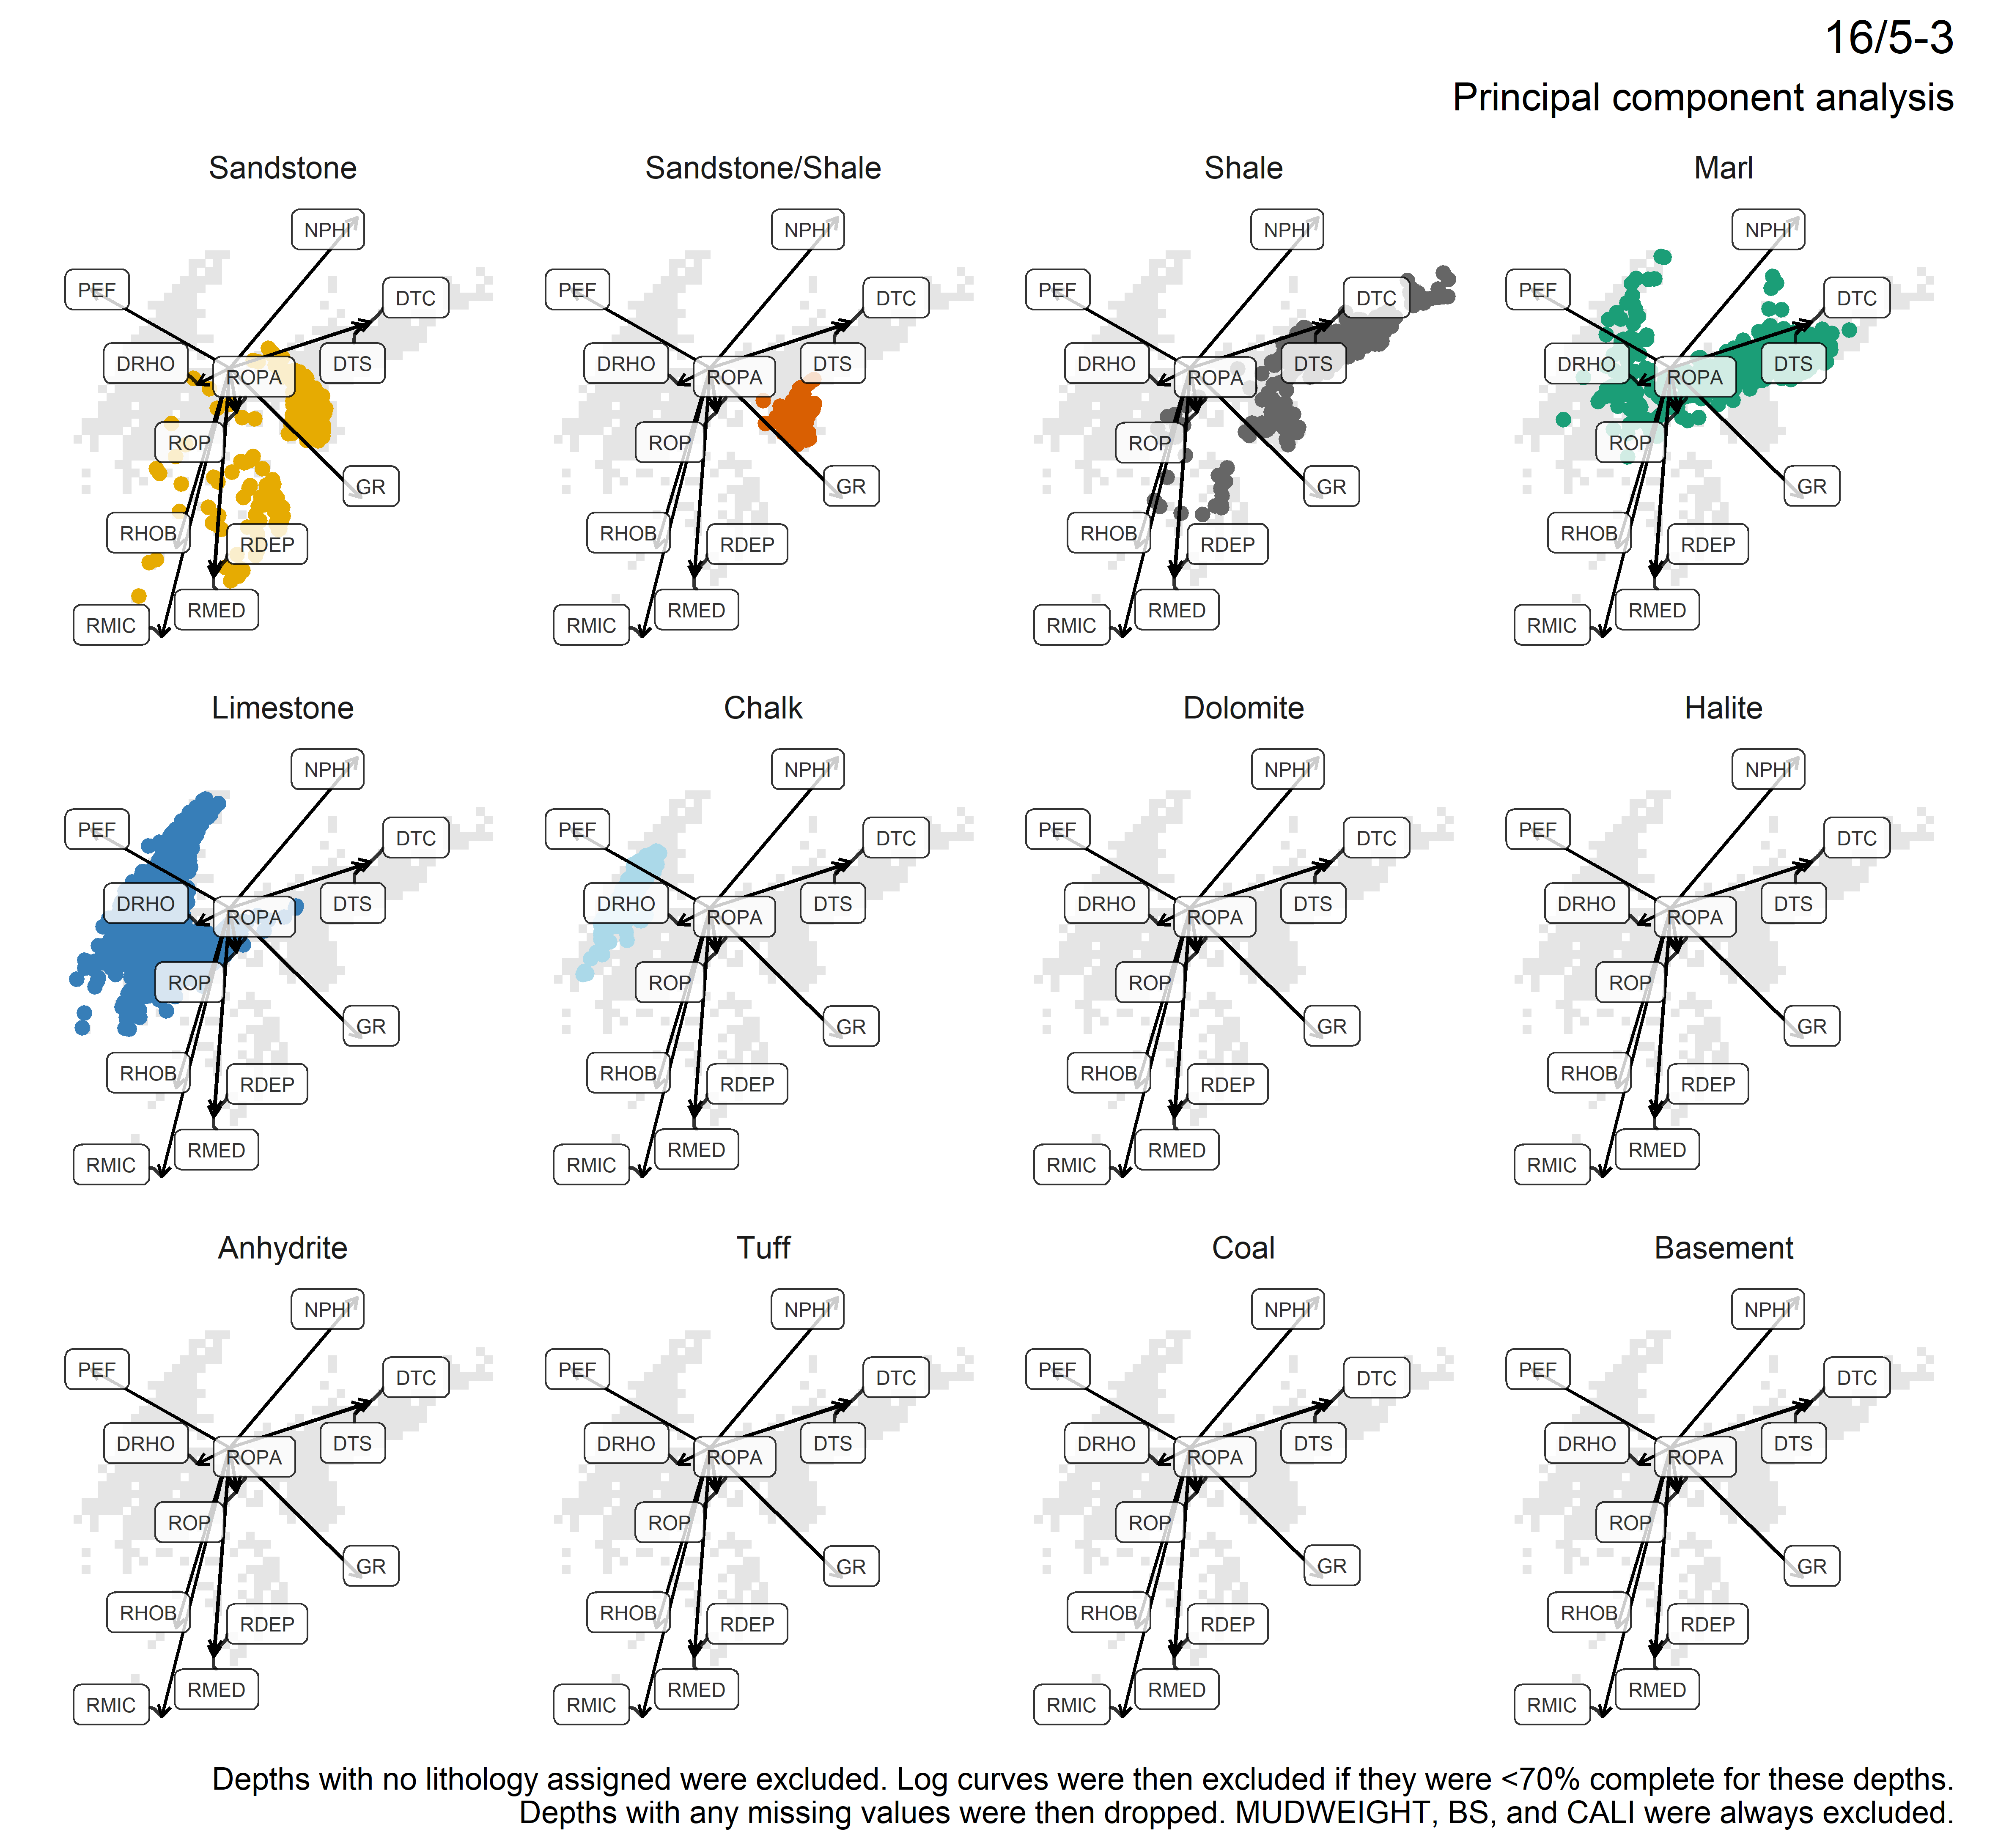 16/5-3
Principal component analysis
Sandstone
Sandstone/Shale
Shale
Marl
NPHI
PEF
DTC
DRHO
ROPA
DTS
ROP
GR
RHOB
RDEP
RMED
RMIC
NPHI
PEF
DTC
DRHO
ROPA
DTS
ROP
GR
RHOB
RDEP
RMED
RMIC
NPHI
PEF
DTC
DRHO
ROPA
DTS
ROP
GR
RHOB
RDEP
RMED
RMIC
NPHI
PEF
DTC
DRHO
ROPA
DTS
ROP
GR
RHOB
RDEP
RMED
RMIC
Limestone
Chalk
Dolomite
Halite
NPHI
PEF
DTC
DRHO
ROPA
DTS
ROP
GR
RHOB
RDEP
RMED
RMIC
NPHI
PEF
DTC
DRHO
ROPA
DTS
ROP
GR
RHOB
RDEP
RMED
RMIC
NPHI
PEF
DTC
DRHO
ROPA
DTS
ROP
GR
RHOB
RDEP
RMED
RMIC
NPHI
PEF
DTC
DRHO
ROPA
DTS
ROP
GR
RHOB
RDEP
RMED
RMIC
Anhydrite
Tuff
Coal
Basement
NPHI
PEF
DTC
DRHO
ROPA
DTS
ROP
GR
RHOB
RDEP
RMED
RMIC
NPHI
PEF
DTC
DRHO
ROPA
DTS
ROP
GR
RHOB
RDEP
RMED
RMIC
NPHI
PEF
DTC
DRHO
ROPA
DTS
ROP
GR
RHOB
RDEP
RMED
RMIC
NPHI
PEF
DTC
DRHO
ROPA
DTS
ROP
GR
RHOB
RDEP
RMED
RMIC
Depths with no lithology assigned were excluded. Log curves were then excluded if they were <70% complete for these depths.
Depths with any missing values were then dropped. MUDWEIGHT, BS, and CALI were always excluded.